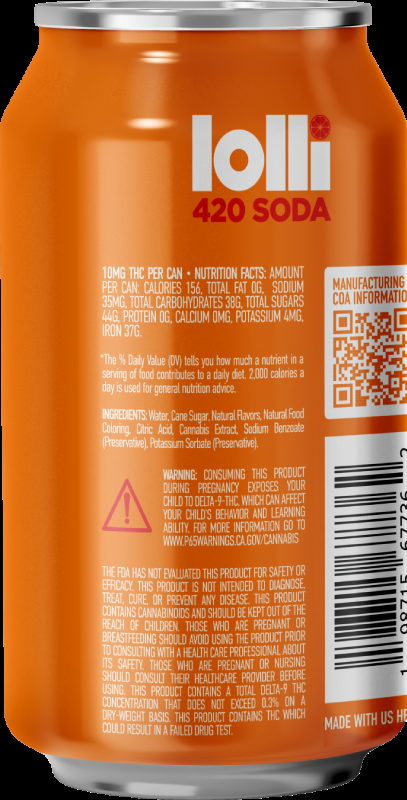 lolli
420 SODA
10MG THC PER CAN • NUTRITION FACTS: AMOUNT
PER CAN: CALORIES 156, TOTAL FAT 0G, SODIUM
35MG, TOTAL CARBOHYDRATES 38G, TOTAL SUGARS
44G, PROTEIN 0G, CALCIUM 0MG, POTASSIUM 4MG,
IRON 37G.
*The % Daily Value (DV) tells you how much a nutrient in a
serving of food contributes to a daily diet. 2,000 calories a
day is used for general nutrition advice.
INGREDIENTS: Water, Cane Sugar, Natural Flavors, Natural Food
Coloring, Citric Acid, Cannabis Extract, Sodium Benzoate
(Preservative), Potassium Sorbate (Preservative).
WARNING: CONSUMING THIS PRODUCT
DURING PREGNANCY EXPOSES YOUR
CHILD TO DELTA-9-THC, WHICH CAN AFFECT
YOUR CHILD'S BEHAVIOR AND LEARNING
ABILITY. FOR MORE INFORMATION GO TO
WWW.P65WARNINGS.CA.GOV/CANNABIS
THE FDA HAS NOT EVALUATED THIS PRODUCT FOR SAFETY OR
EFFICACY. THIS PRODUCT IS NOT INTENDED TO DIAGNOSE,
TREAT, CURE, OR PREVENT ANY DISEASE. THIS PRODUCT
CONTAINS CANNABINOIDS AND SHOULD BE KEPT OUT OF THE
REACH OF CHILDREN. THOSE WHO ARE PREGNANT OR
BREASTFEEDING SHOULD AVOID USING THE PRODUCT PRIOR
TO CONSULTING WITH A HEALTH CARE PROFESSIONAL ABOUT
ITS SAFETY. THOSE WHO ARE PREGNANT OR NURSING
SHOULD CONSULT THEIR HEALTHCARE PROVIDER BEFORE
USING. THIS PRODUCT CONTAINS A TOTAL DELTA-9 THC
CONCENTRATION THAT DOES NOT EXCEED 0.3% ON A
DRY-WEIGHT BASIS. THIS PRODUCT CONTAINS THC WHICH
COULD RESULT IN A FAILED DRUG TEST.
MANUFACTURING
COA INFORMATIO
1 98715 67736 2
MADE WITH US HE